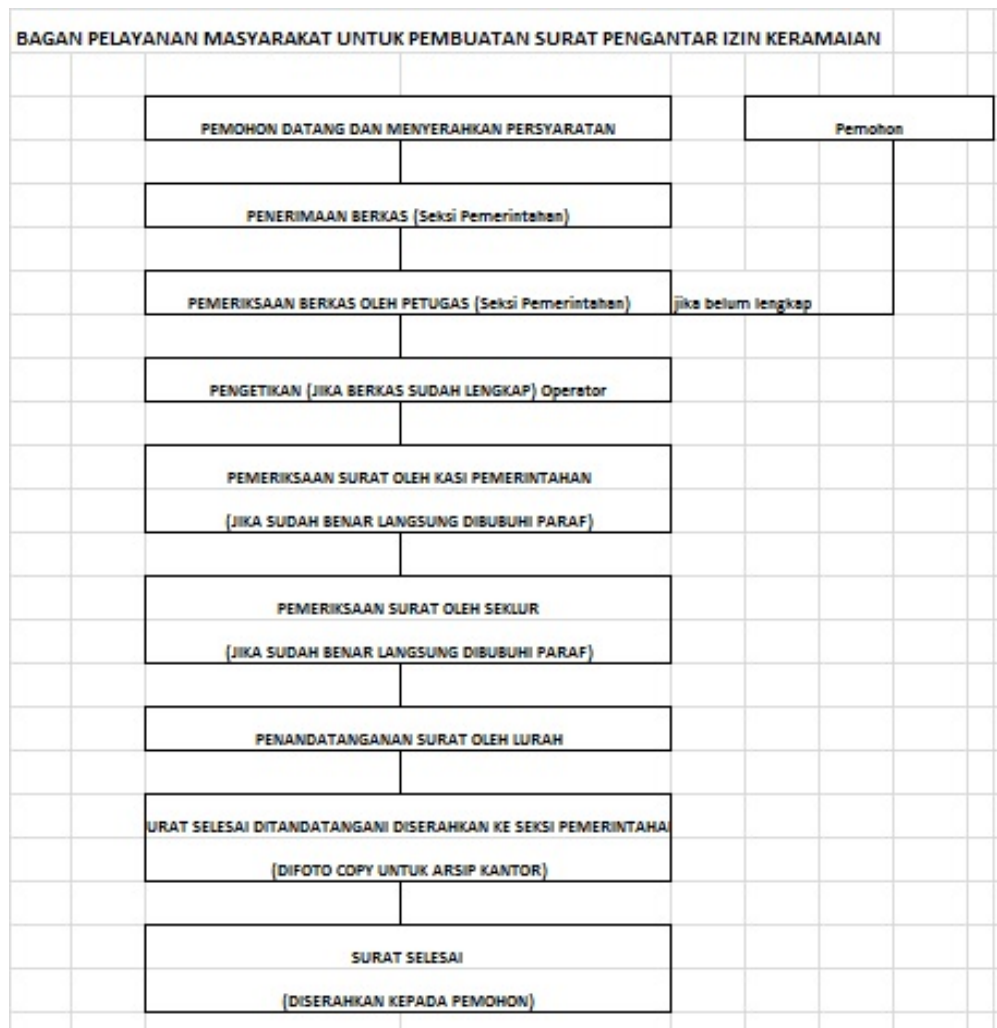 BAGAN PELAYANAN MASYARAKAT UNTUK PEMBUATAN SURAT PENGANTAR IZIN KERAMAIAN
PEMOHON DATANG DAN MENYERAHKAN PERSYARATAN
Pemohon
PENERIMAAN BERKAS (Seksi Pemerintahan)
PEMERIKSAAN BERKAS OLEH PETUGAS (Seksi Pemerintahan)
jika belum lengkap
PENGETIKAN (JIKA BERKAS SUDAH LENGKAP) Operator
PEMERIKSAAN SURAT OLEH KASI PEMERINTAHAN
(JIKA SUDAH BENAR LANGSUNG DIBUBUHI PARAF)
PEMERIKSAAN SURAT OLEH SEKLUR
(JIKA SUDAH BENAR LANGSUNG DIBUBUHI PARAF)
PENANDATANGANAN SURAT OLEH LURAH
URAT SELESAI DITANDATANGANI DISERAHKAN KE SEKSI PEMERINTAHA
(DIFOTO COPY UNTUK ARSIP KANTOR)
SURAT SELESAI
(DISERAHKAN KEPADA PEMOHON)